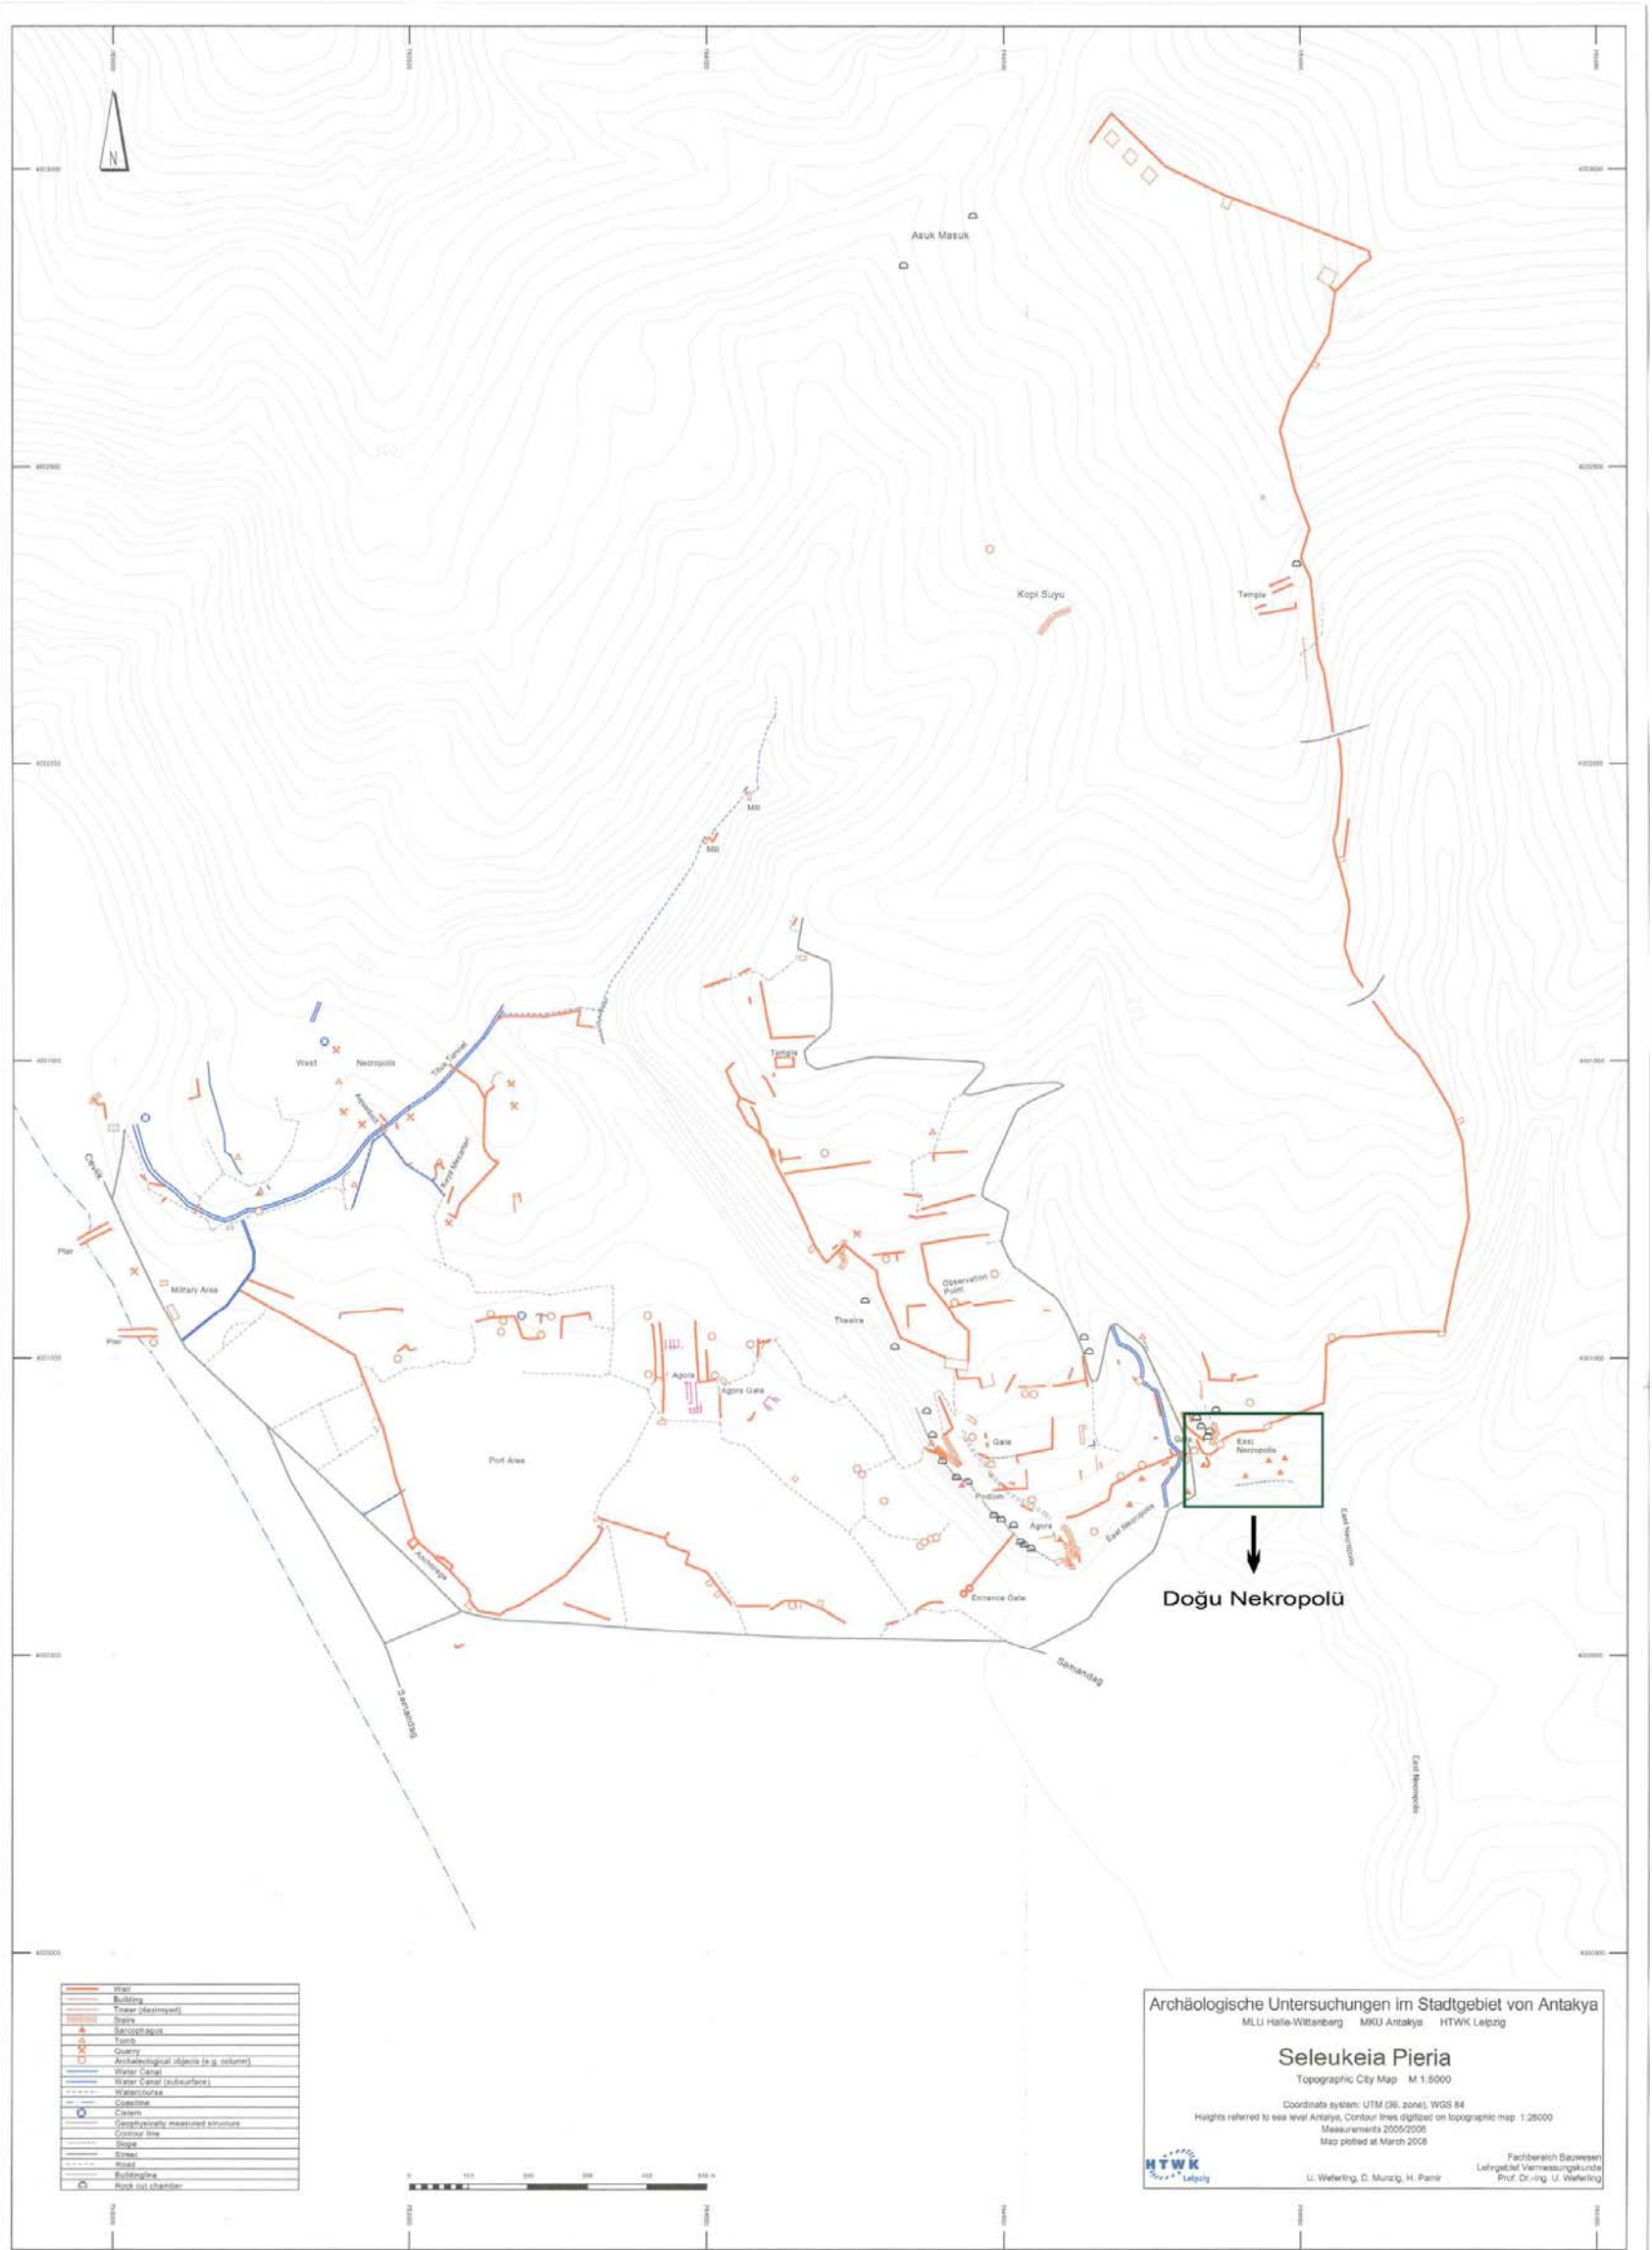 N
Asuk Masuk
Kopi Suyu
Temple
Mill
Mill
Temple
West Necropolis
Titus Tunnel
Aqueduct
Cevlik
Pier
Military Area
Pier
Observation Point
Theatre
Agora
Agora Gate
Port Area
Gate
East Necropolis
Gate
Podium
Agora
East Necropolis
East Necropolis
Anchorage
Entrance Gate
Doğu Nekropolü
Samandag
Samandag
East Necropolis
Wall
Building
Tower (destroyed)
Stairs
Sarcophagus
Tomb
Quarry
Archaeological objects (e.g. column)
Water Canal
Water Canal (subsurface)
Watercourse
Coastline
Cistern
Geophysically measured structure
Contour line
Slope
Street
Road
Buildingline
Rock cut chamber
Archäologische Untersuchungen im Stadtgebiet von Antakya
MLU Halle-Wittenberg MKU Antakya HTWK Leipzig
Seleukeia Pieria
Topographic City Map M 1:5000
Coordinate system: UTM (36. zone), WGS 84
Heights referred to sea level Antalya, Contour lines digitized on topographic map 1:25000
Measurements 2005/2006
Map plotted at March 2008
HTWK
Leipzig
Fachbereich Bauwesen
Lehrgebiet Vermessungskunde
U. Weferling, D. Munzig, H. Pamir
Prof. Dr.-Ing. U. Weferling